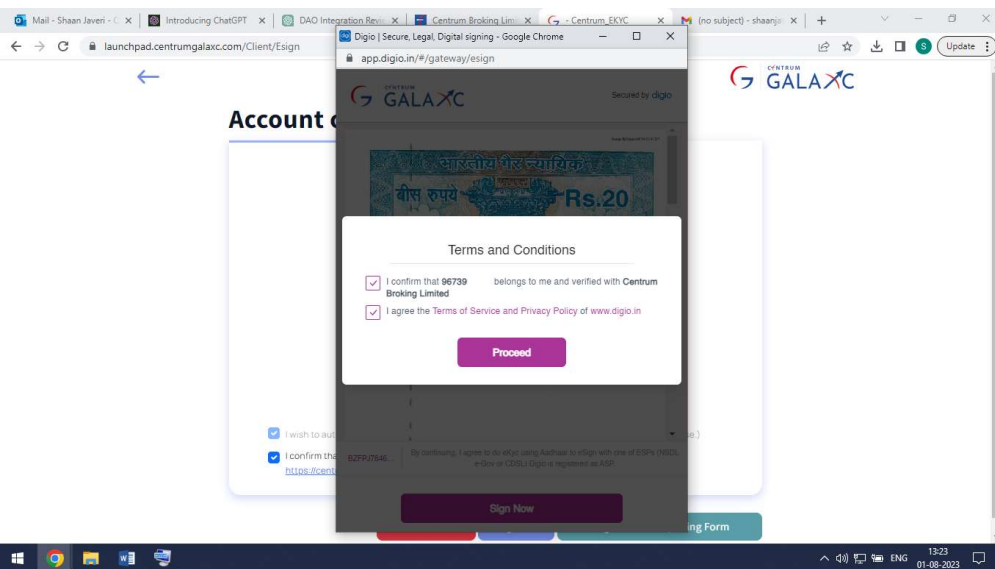 Mail - Shaan Javeri - C
Introducing ChatGPT
DAO Integration Revie
Centrum Broking Limi
- Centrum_EKYC
(no subject) - shaanja
launchpad.centrumgalaxc.com/Client/Esign
Update
Digio | Secure, Legal, Digital signing - Google Chrome
app.digio.in/#/gateway/esign
CENTRUM
GALAXC
CENTRUM
GALAXC
Secured by digio
Account
भारतीय गैर न्यायिक
बीस रुपये
Rs.20
Terms and Conditions
I confirm that 96739 belongs to me and verified with Centrum
Broking Limited
I agree the Terms of Service and Privacy Policy of www.digio.in
Proceed
I wish to aut
e.)
I confirm tha
https://cent
BZFPJ7846...
By continuing, I agree to do eKyc using Aadhaar to eSign with one of ESPs (NSDL
e-Gov or CDSL) Digio is registered as ASP.
Sign Now
ing Form
ENG
13:23
01-08-2023